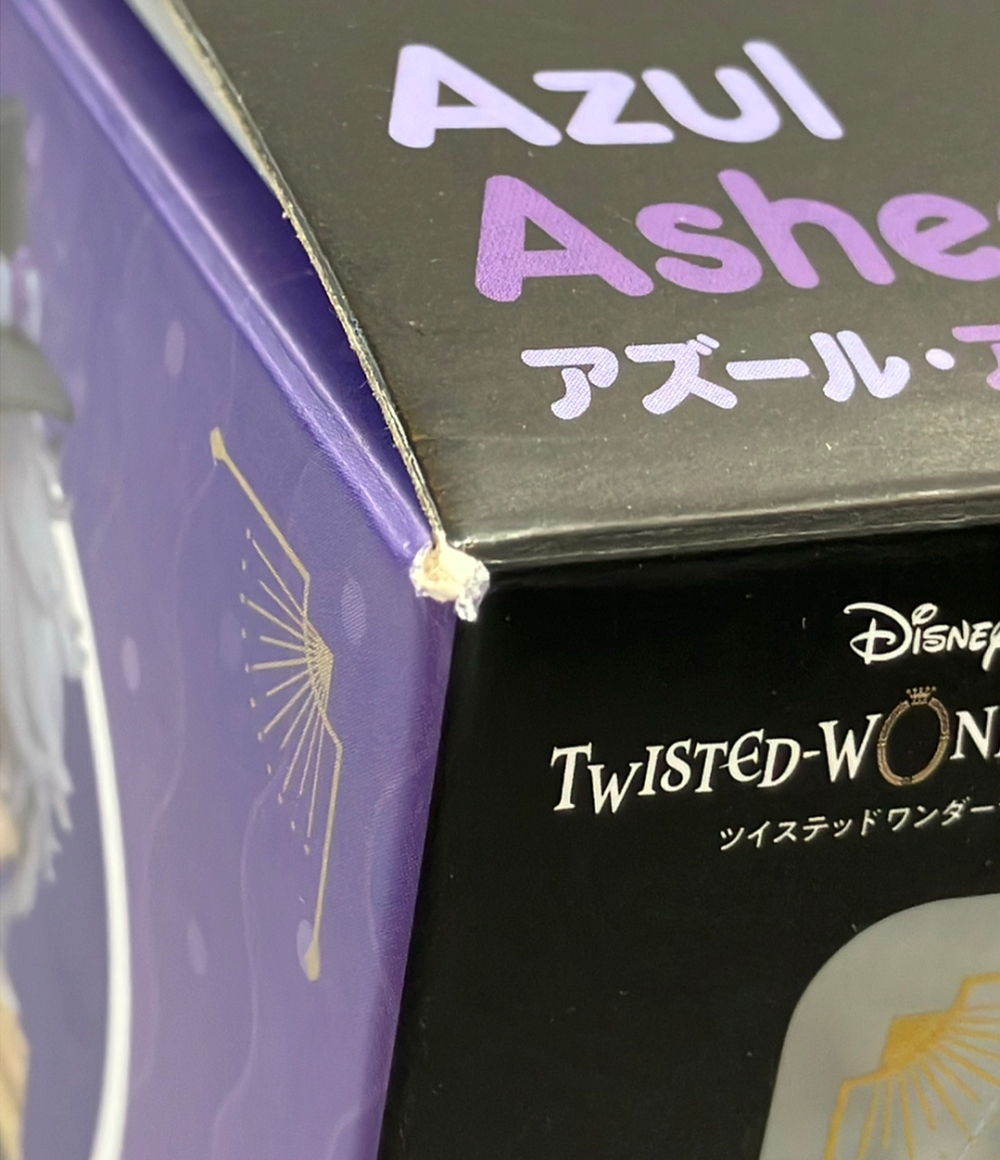 Azul
Ashe
アズール・ア
Disney
Twisted-Won
ツイステッドワンダー